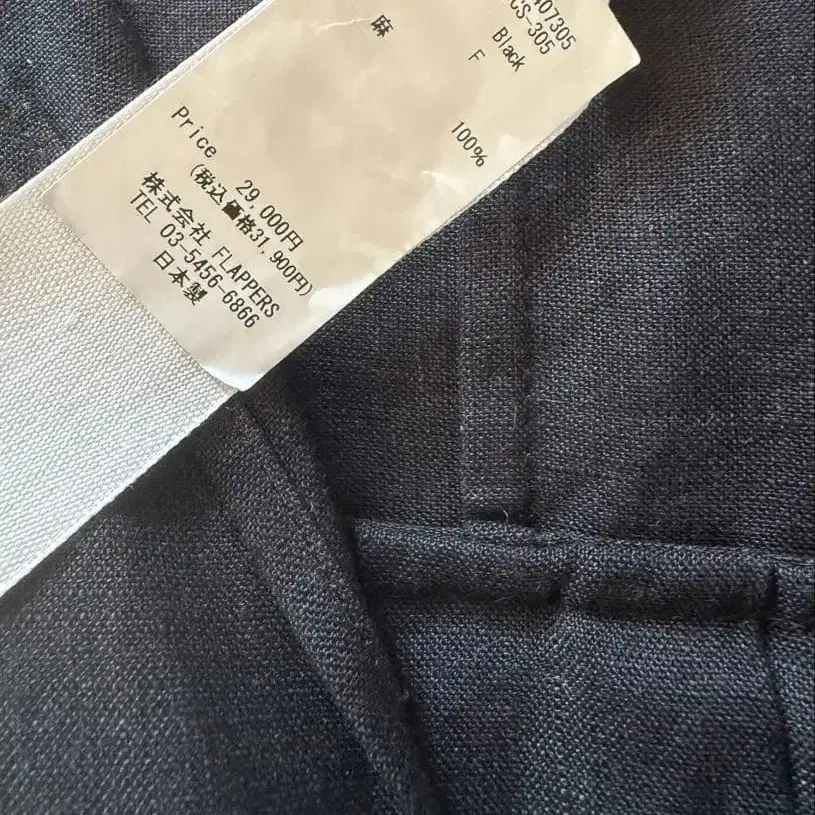 407305
CS-305
Black
F
麻 100%
Price 29,000円
(税込価格31,900円)
株式会社 FLAPPERS
TEL 03-5456-6866
日本製